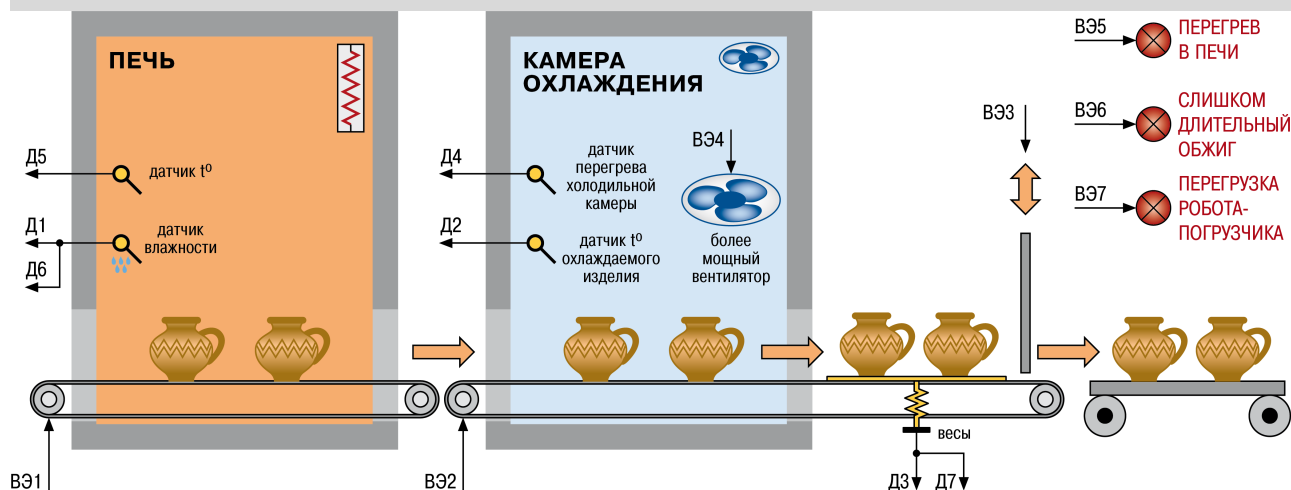 ПЕЧЬ
Д5
датчик t⁰
Д1
датчик
влажности
Д6
ВЭ1
КАМЕРА
ОХЛАЖДЕНИЯ
Д4
датчик
перегрева
холодильной
камеры
ВЭ4
Д2
датчик t⁰
охлаждаемого
изделия
более
мощный
вентилятор
ВЭ2
ВЭ3
весы
Д3
Д7
ВЭ5
ПЕРЕГРЕВ
В ПЕЧИ
ВЭ6
СЛИШКОМ
ДЛИТЕЛЬНЫЙ
ОБЖИГ
ВЭ7
ПЕРЕГРУЗКА
РОБОТА-
ПОГРУЗЧИКА